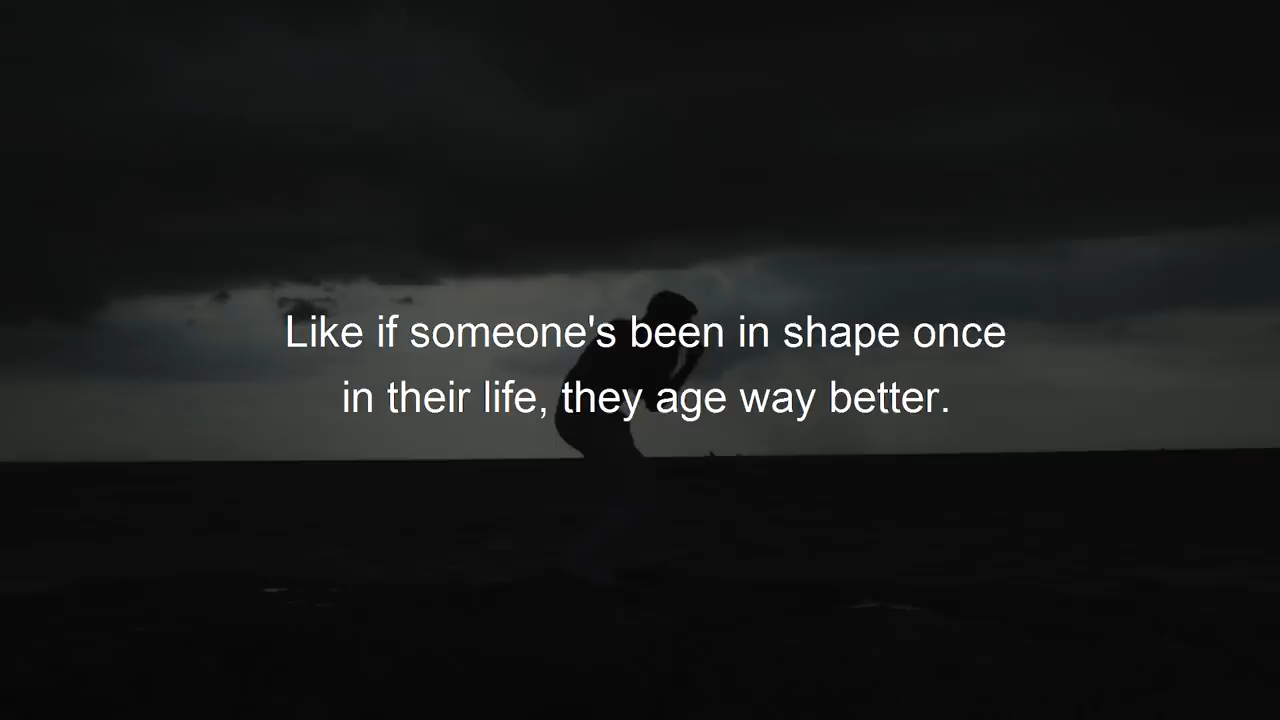 Like if someone's been in shape once
in their life, they age way better.